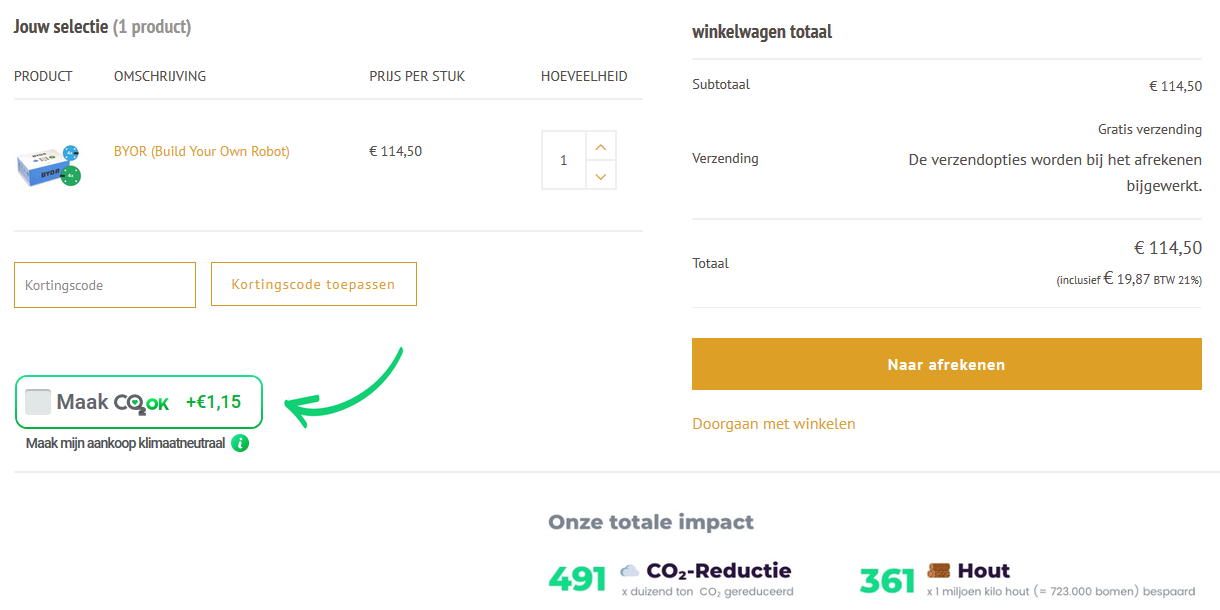 Jouw selectie (1 product)
PRODUCT OMSCHRIJVING PRIJS PER STUK HOEVEELHEID
BYOR
BYOR
BYOR (Build Your Own Robot) € 114,50 1
Kortingscode Kortingscode toepassen
Maak CO2OK +€1,15
Maak mijn aankoop klimaatneutraal i
winkelwagen totaal
Subtotaal € 114,50
Gratis verzending
Verzending De verzendopties worden bij het afrekenen
bijgewerkt.
Totaal € 114,50
(inclusief € 19,87 BTW 21%)
Naar afrekenen
Doorgaan met winkelen
Onze totale impact
491 CO₂-Reductie
x duizend ton CO₂ gereduceerd
361 Hout
x 1 miljoen kilo hout (= 723.000 bomen) bespaard